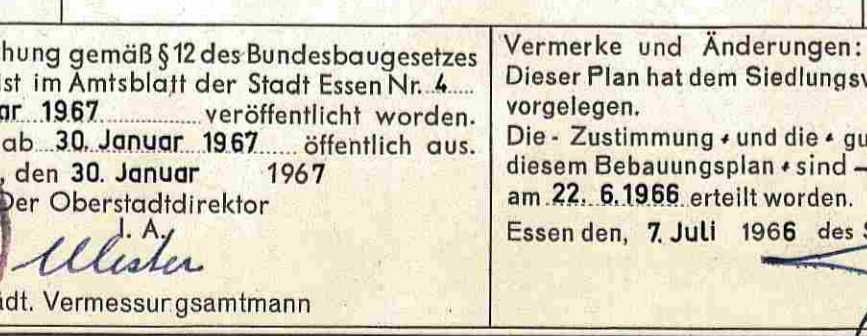 hung gemäß § 12 des Bundesbaugesetzes
ist im Amtsblatt der Stadt Essen Nr. 4
ar 1967 veröffentlicht worden.
ab 30. Januar 1967 öffentlich aus.
, den 30. Januar 1967
Der Oberstadtdirektor
I. A.
ädt. Vermessungsamtmann
Vermerke und Änderungen:
Dieser Plan hat dem Siedlungsv
vorgelegen.
Die - Zustimmung und die gu
diesem Bebauungsplan sind –
am 22. 6. 1966 erteilt worden.
Essen den, 7. Juli 1966 des S